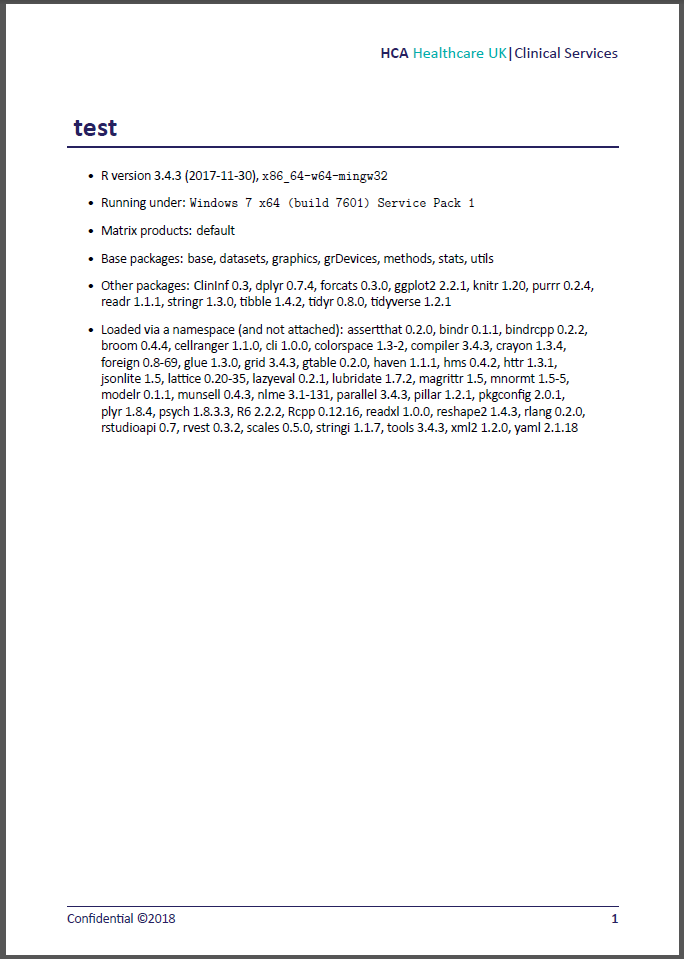 HCA Healthcare UK|Clinical Services
test
• R version 3.4.3 (2017-11-30), x86_64-w64-mingw32
• Running under: Windows 7 x64 (build 7601) Service Pack 1
• Matrix products: default
• Base packages: base, datasets, graphics, grDevices, methods, stats, utils
• Other packages: ClinInf 0.3, dplyr 0.7.4, forcats 0.3.0, ggplot2 2.2.1, knitr 1.20, purrr 0.2.4,
readr 1.1.1, stringr 1.3.0, tibble 1.4.2, tidyr 0.8.0, tidyverse 1.2.1
• Loaded via a namespace (and not attached): assertthat 0.2.0, bindr 0.1.1, bindrcpp 0.2.2,
broom 0.4.4, cellranger 1.1.0, cli 1.0.0, colorspace 1.3-2, compiler 3.4.3, crayon 1.3.4,
foreign 0.8-69, glue 1.3.0, grid 3.4.3, gtable 0.2.0, haven 1.1.1, hms 0.4.2, httr 1.3.1,
jsonlite 1.5, lattice 0.20-35, lazyeval 0.2.1, lubridate 1.7.2, magrittr 1.5, mnormt 1.5-5,
modelr 0.1.1, munsell 0.4.3, nlme 3.1-131, parallel 3.4.3, pillar 1.2.1, pkgconfig 2.0.1,
plyr 1.8.4, psych 1.8.3.3, R6 2.2.2, Rcpp 0.12.16, readxl 1.0.0, reshape2 1.4.3, rlang 0.2.0,
rstudioapi 0.7, rvest 0.3.2, scales 0.5.0, stringi 1.1.7, tools 3.4.3, xml2 1.2.0, yaml 2.1.18
Confidential ©2018 1